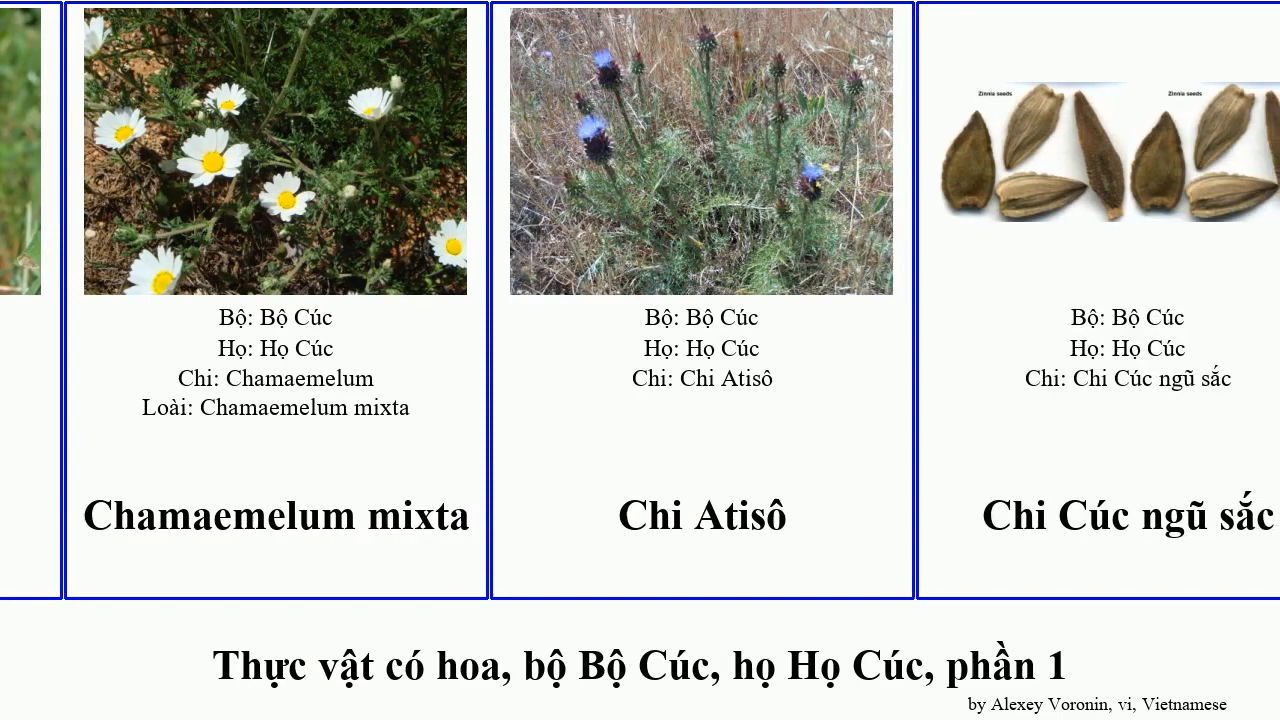 Bộ: Bộ Cúc
Họ: Họ Cúc
Chi: Chamaemelum
Loài: Chamaemelum mixta
Chamaemelum mixta
Bộ: Bộ Cúc
Họ: Họ Cúc
Chi: Chi Atisô
Chi Atisô
Zinnia seeds
Zinnia seeds
Bộ: Bộ Cúc
Họ: Họ Cúc
Chi: Chi Cúc ngũ sắc
Chi Cúc ngũ sắc
Thực vật có hoa, bộ Bộ Cúc, họ Họ Cúc, phần 1
by Alexey Voronin, vi, Vietnamese